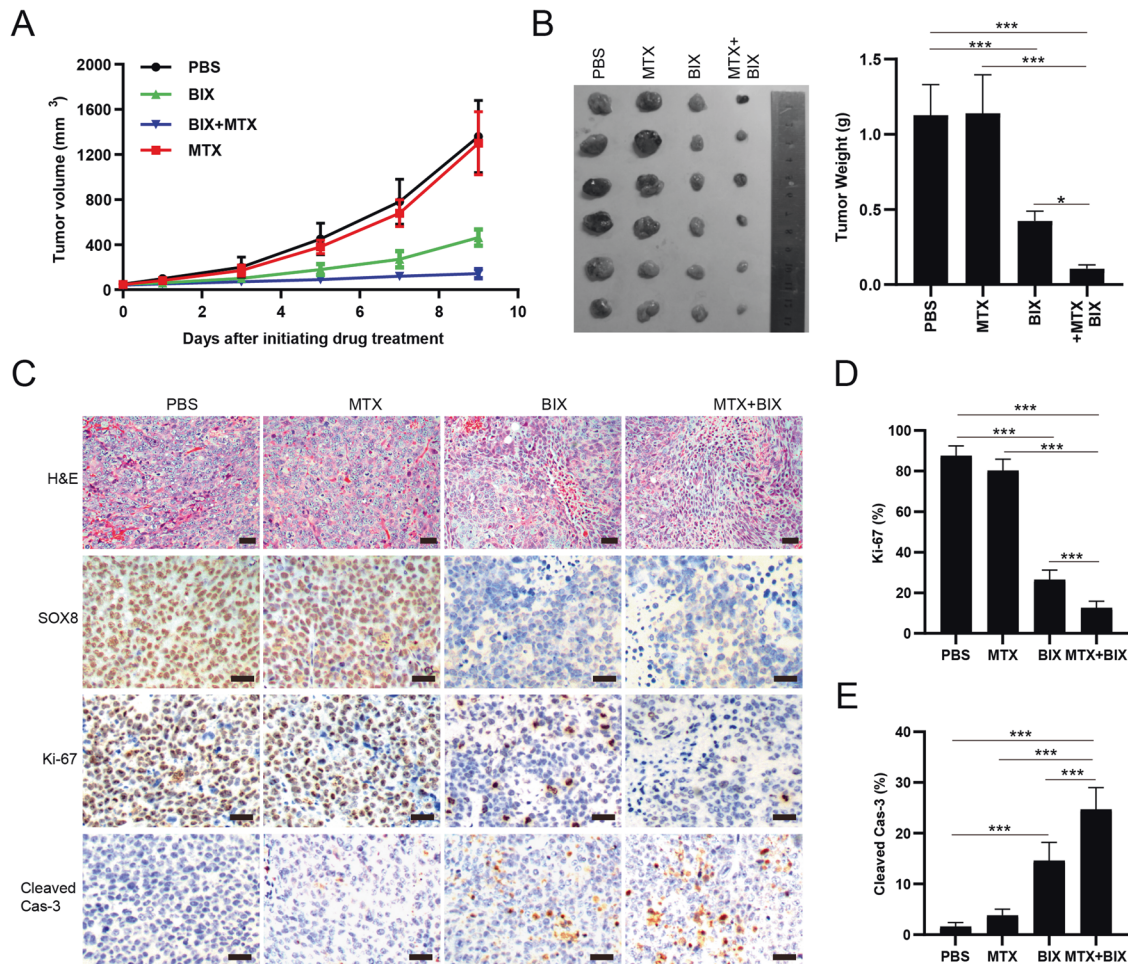 A
2000
1600
1200
800
400
0
Tumor volume (mm 3)
0 2 4 6 8 10
Days after initiating drug treatment
PBS
BIX
BIX+MTX
MTX
B
PBS
MTX
BIX
MTX+
BIX
1.5
1.0
0.5
0.0
Tumor Weight (g)
***
***
***
*
PBS
MTX
BIX
+MTX
BIX
C
PBS MTX BIX MTX+BIX
H&E
SOX8
Ki-67
Cleaved
Cas-3
D
100
80
60
40
20
0
Ki-67 (%)
***
***
***
***
PBS MTX BIX MTX+BIX
E
40
30
20
10
0
Cleaved Cas-3 (%)
***
***
***
***
PBS MTX BIX MTX+BIX